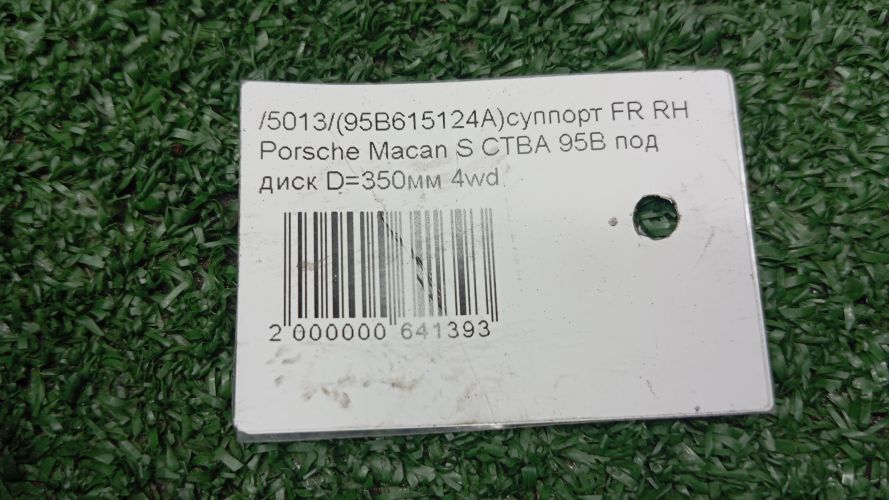 /5013/(95B615124A)суппорт FR RH
Porsche Macan S CTBA 95B под
диск D=350мм 4wd
2 000000 641393